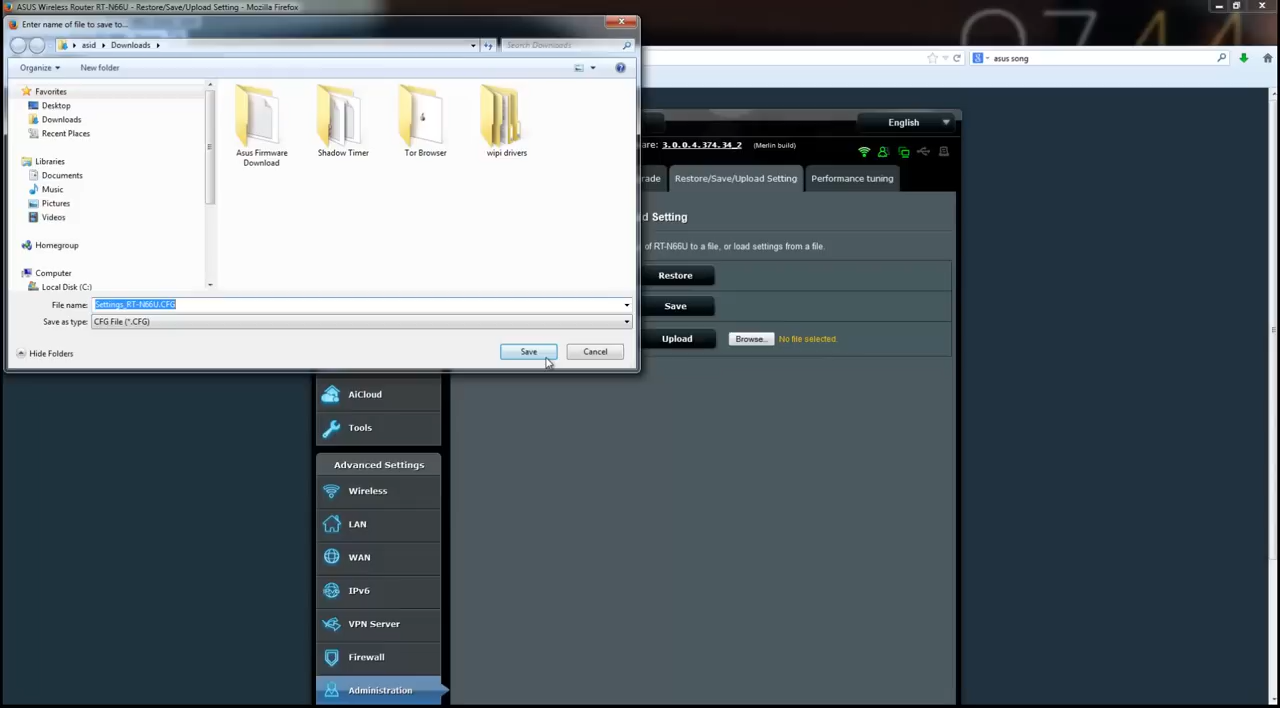 ASUS Wireless Router RT-N66U - Restore/Save/Upload Setting - Mozilla Firefox
Enter name of file to save to...
asid
Downloads
Search Downloads
asus song
Organize
New folder
Favorites
Desktop
Downloads
Recent Places
Libraries
Documents
Music
Pictures
Videos
Homegroup
Computer
Local Disk (C:)
Asus Firmware
Download
Shadow Timer
Tor Browser
wipi drivers
File name:
Settings_RT-N66U.CFG
Save as type:
CFG File (*.CFG)
Hide Folders
Save
Cancel
English
are: 3.0.0.4.374.34_2 (Merlin build)
rade
Restore/Save/Upload Setting
Performance tuning
d Setting
of RT-N66U to a file, or load settings from a file.
Restore
Save
Upload
Browse...
No file selected.
AiCloud
Tools
Advanced Settings
Wireless
LAN
WAN
IPv6
VPN Server
Firewall
Administration